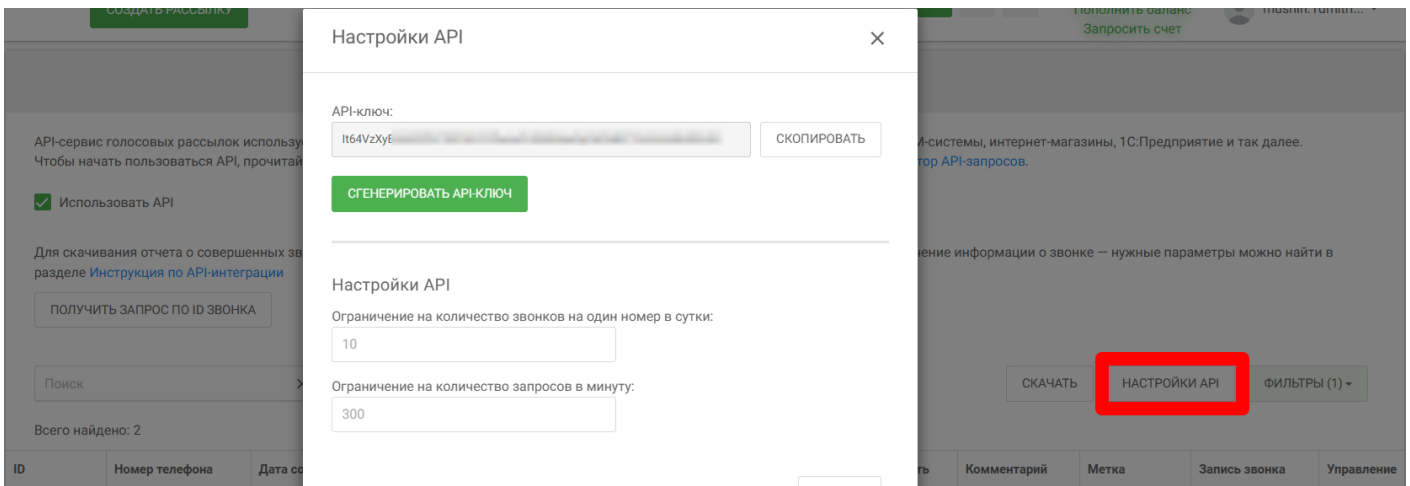 СОЗДАТЬ РАССЫЛКУ
Пополнить баланс
Запросить счет
Настройки API
API-ключ:
СКОПИРОВАТЬ
СГЕНЕРИРОВАТЬ API-КЛЮЧ
API-сервис голосовых рассылок используе
М-системы, интернет-магазины, 1С:Предприятие и так далее.
Чтобы начать пользоваться API, прочитай
тор API-запросов.
Использовать API
Для скачивания отчета о совершенных зв
чение информации о звонке — нужные параметры можно найти в
разделе Инструкция по API-интеграции
ПОЛУЧИТЬ ЗАПРОС ПО ID ЗВОНКА
Настройки API
Ограничение на количество звонков на один номер в сутки:
10
Ограничение на количество запросов в минуту:
300
Поиск
СКАЧАТЬ
НАСТРОЙКИ API
ФИЛЬТРЫ (1)
Всего найдено: 2
ID Номер телефона Дата со
ть Комментарий Метка Запись звонка Управление